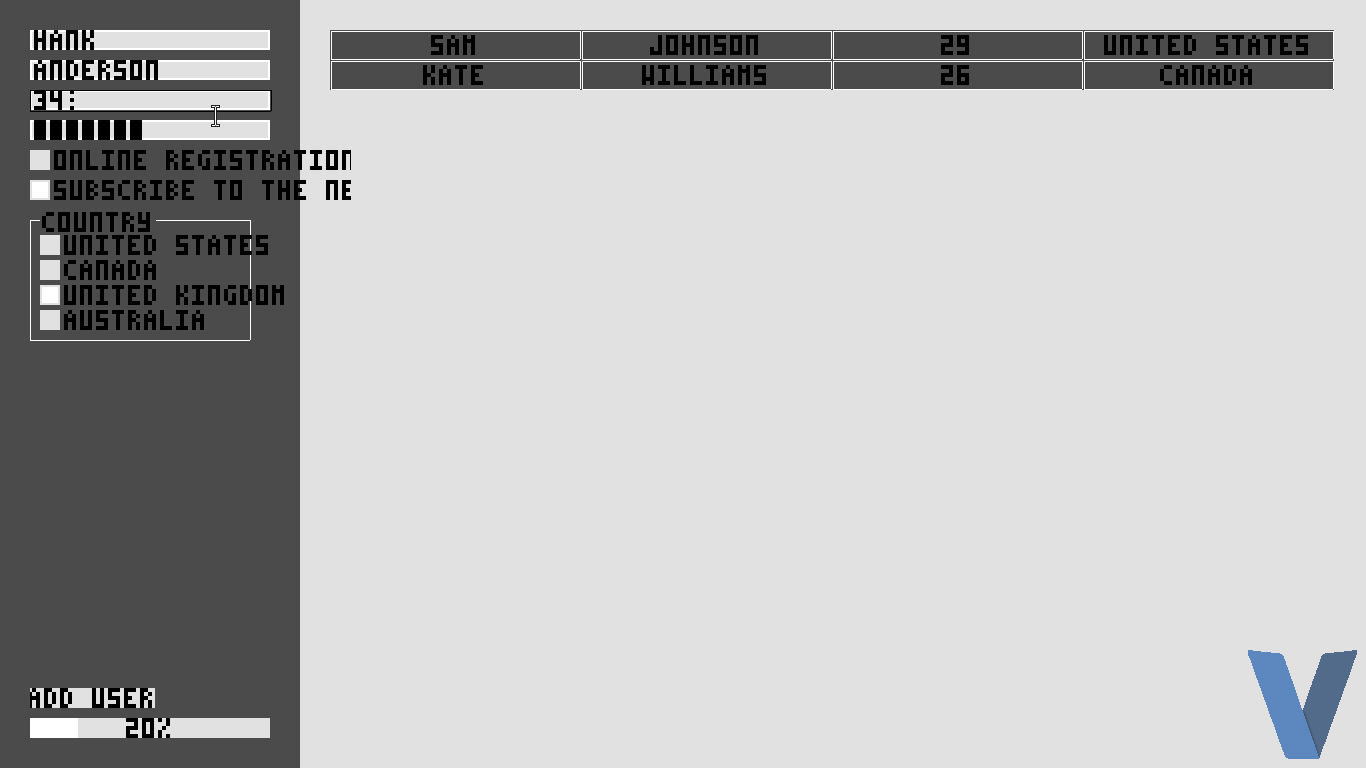 HANK
ANDERSON
34:
ONLINE REGISTRATION
SUBSCRIBE TO THE NE
COUNTRY
UNITED STATES
CANADA
UNITED KINGDOM
AUSTRALIA
ADD USER
20%
SAM JOHNSON 29 UNITED STATES
KATE WILLIAMS 26 CANADA